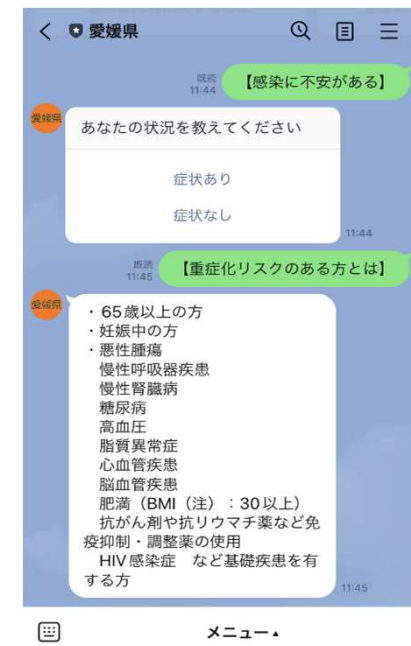 愛媛県
既読
11:44
【感染に不安がある】
愛媛県
あなたの状況を教えてください
症状あり
症状なし
11:44
既読
11:45
【重症化リスクのある方とは】
愛媛県
・65歳以上の方
・妊娠中の方
・悪性腫瘍
慢性呼吸器疾患
慢性腎臓病
糖尿病
高血圧
脂質異常症
心血管疾患
脳血管疾患
肥満（BMI（注）：30以上）
抗がん剤や抗リウマチ薬など免
疫抑制・調整薬の使用
HIV感染症　など基礎疾患を有
する方
11:45
メニュー▲